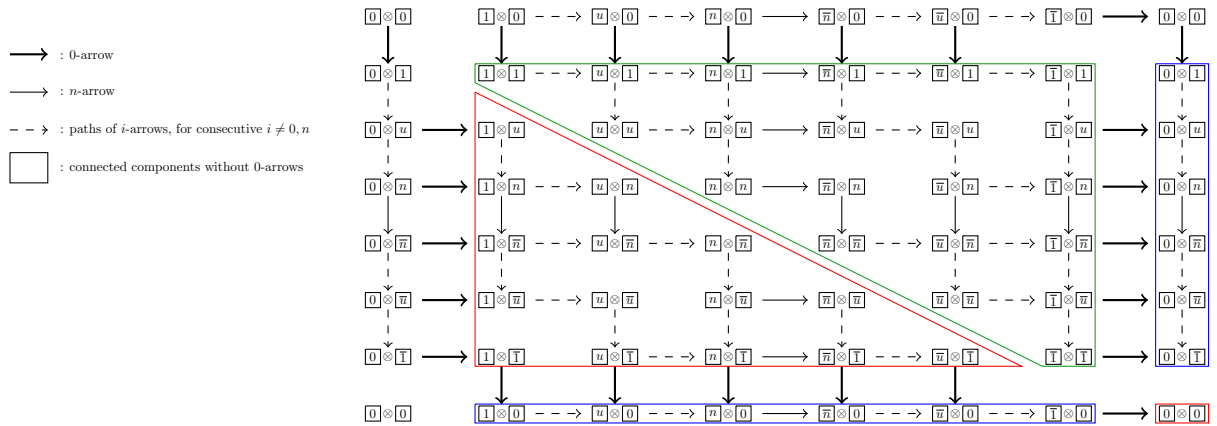 0 ⊗ 0 1 ⊗ 0 u ⊗ 0 n ⊗ 0 n̅ ⊗ 0 u̅ ⊗ 0 1̅ ⊗ 0 0 ⊗ 0
: 0-arrow
0 ⊗ 1 1 ⊗ 1 u ⊗ 1 n ⊗ 1 n̅ ⊗ 1 u̅ ⊗ 1 1̅ ⊗ 1 0 ⊗ 1
: n-arrow
: paths of i-arrows, for consecutive i ≠ 0, n
0 ⊗ u 1 ⊗ u u ⊗ u n ⊗ u n̅ ⊗ u u̅ ⊗ u 1̅ ⊗ u 0 ⊗ u
: connected components without 0-arrows
0 ⊗ n 1 ⊗ n u ⊗ n n ⊗ n n̅ ⊗ n u̅ ⊗ n 1̅ ⊗ n 0 ⊗ n
0 ⊗ n̅ 1 ⊗ n̅ u ⊗ n̅ n ⊗ n̅ n̅ ⊗ n̅ u̅ ⊗ n̅ 1̅ ⊗ n̅ 0 ⊗ n̅
0 ⊗ u̅ 1 ⊗ u̅ u ⊗ u̅ n ⊗ u̅ n̅ ⊗ u̅ u̅ ⊗ u̅ 1̅ ⊗ u̅ 0 ⊗ u̅
0 ⊗ 1̅ 1 ⊗ 1̅ u ⊗ 1̅ n ⊗ 1̅ n̅ ⊗ 1̅ u̅ ⊗ 1̅ 1̅ ⊗ 1̅ 0 ⊗ 1̅
0 ⊗ 0 1 ⊗ 0 u ⊗ 0 n ⊗ 0 n̅ ⊗ 0 u̅ ⊗ 0 1̅ ⊗ 0 0 ⊗ 0